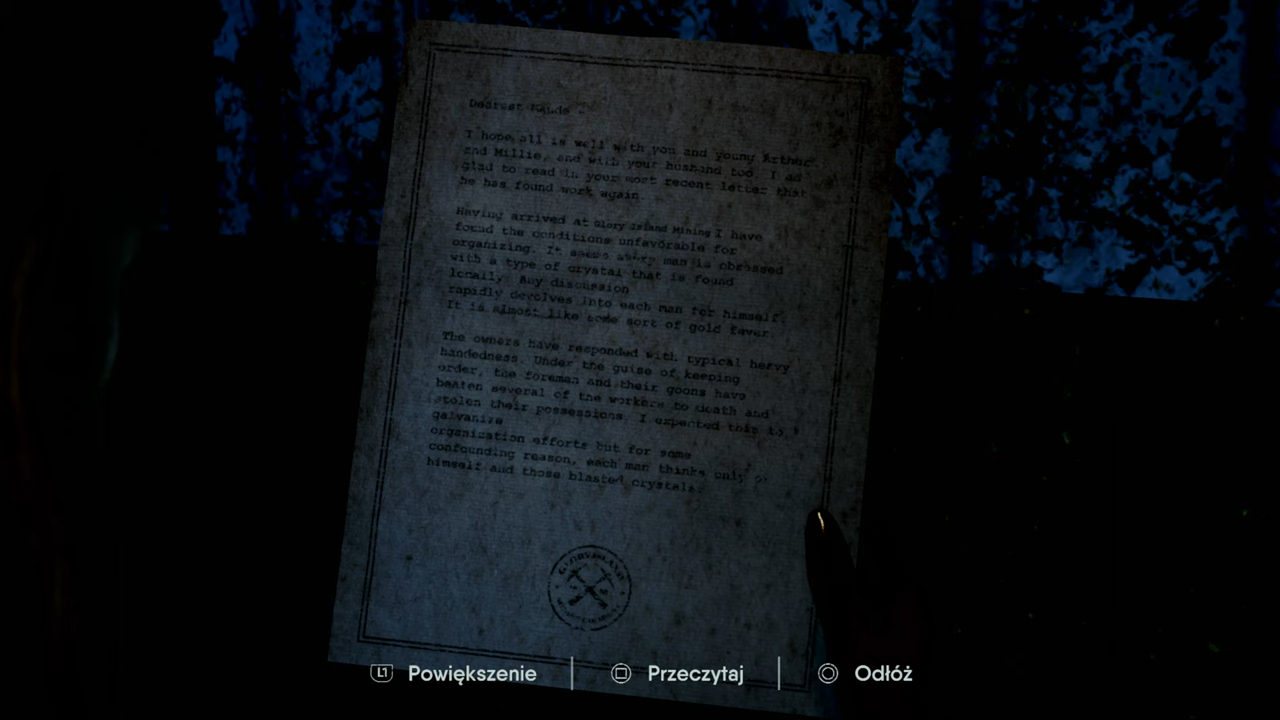 Dearest Maude
I hope all is well with you and young Arthur
and Millie, and with your husband too. I am
glad to read in your most recent letter that
he has found work again.
Having arrived at Glory Island Mining I have
found the conditions unfavorable for
organizing. It seems every man is obsessed
with a type of crystal that is found
locally. Any discussion
rapidly devolves into each man for himself.
It is almost like some sort of gold fever.
The owners have responded with typical heavy
handedness. Under the guise of keeping
order, the foreman and their goons have
beaten several of the workers to death and
stolen their possessions. I expected this to
galvanize
organization efforts but for some
confounding reason, each man thinks only of
himself and those blasted crystals.
GLORY ISLAND
L1 Powiększenie
Przeczytaj
Odłóż